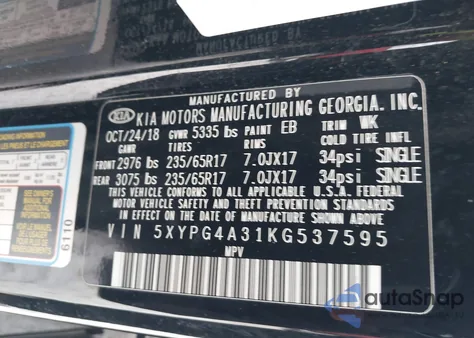 MANUFACTURED BY
KIA KIA MOTORS MANUFACTURING GEORGIA. INC.
OCT/24/18 GVWR 5335 lbs PAINT EB TRIM WK
GAWR TIRES RIMS COLD TIRE INFL
FRONT 2976 lbs 235/65R17 7.0JX17 34psi SINGLE
REAR 3075 lbs 235/65R17 7.0JX17 34psi SINGLE
THIS VEHICLE CONFORMS TO ALL APPLICABLE U.S.A. FEDERAL
MOTOR VEHICLE SAFETY AND THEFT PREVENTION STANDARDS
IN EFFECT ON THE DATE OF MANUFACTURE SHOWN ABOVE.
VIN 5XYPG4A31KG537595
MPV
6110
autoSnap